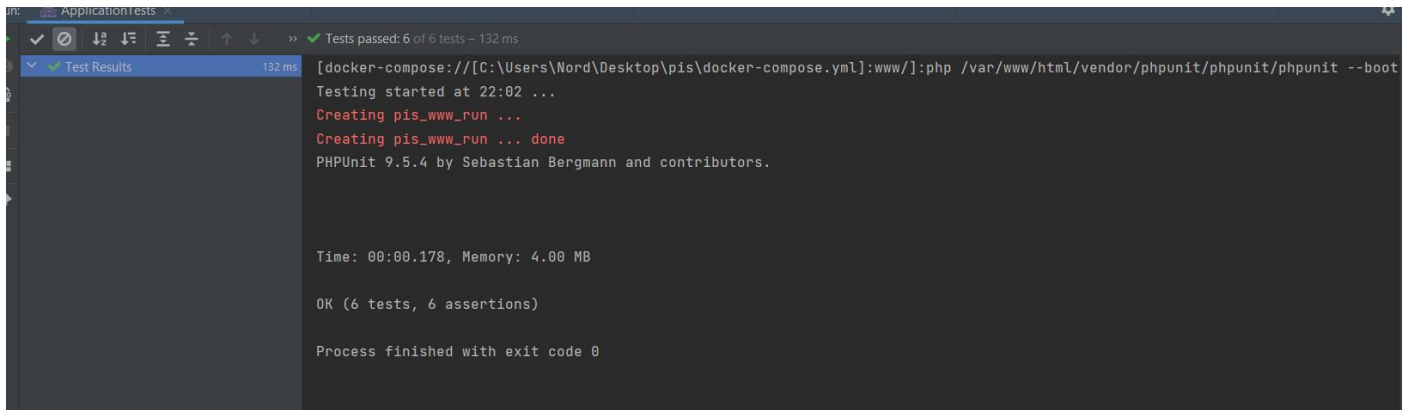 un: ApplicationTests
Tests passed: 6 of 6 tests – 132 ms
Test Results 132 ms
[docker-compose://[C:\Users\Nord\Desktop\pis\docker-compose.yml]:www/]:php /var/www/html/vendor/phpunit/phpunit/phpunit --boot
Testing started at 22:02 ...
Creating pis_www_run ...
Creating pis_www_run ... done
PHPUnit 9.5.4 by Sebastian Bergmann and contributors.
Time: 00:00.178, Memory: 4.00 MB
OK (6 tests, 6 assertions)
Process finished with exit code 0